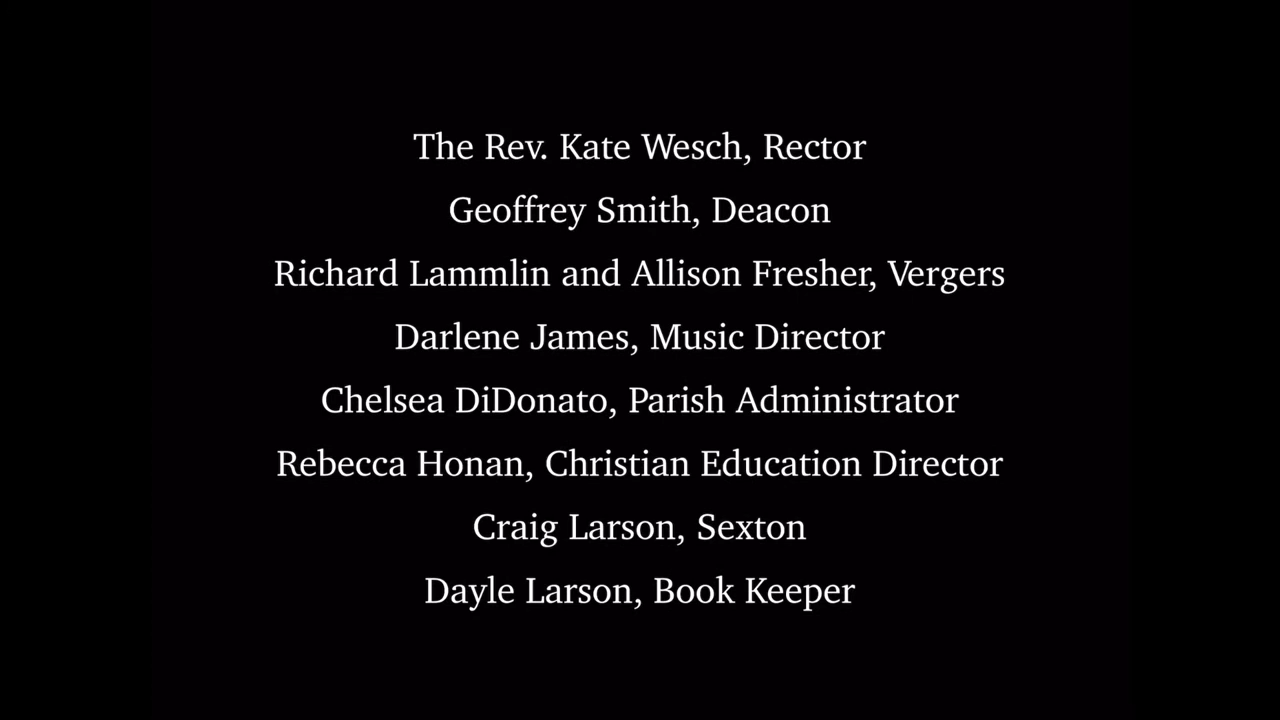 The Rev. Kate Wesch, Rector
Geoffrey Smith, Deacon
Richard Lammlin and Allison Fresher, Vergers
Darlene James, Music Director
Chelsea DiDonato, Parish Administrator
Rebecca Honan, Christian Education Director
Craig Larson, Sexton
Dayle Larson, Book Keeper